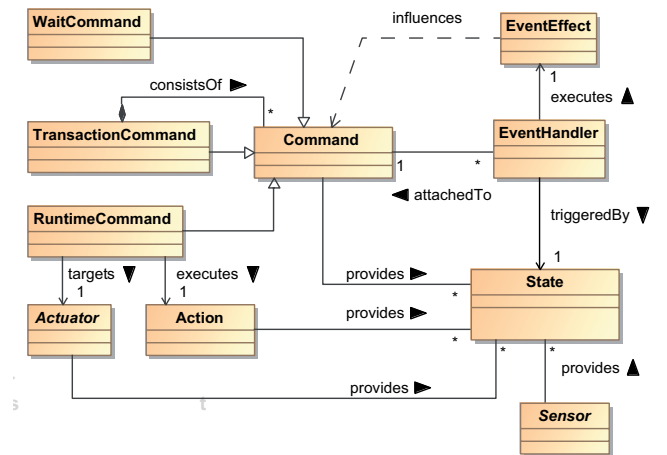 WaitCommand
influences
EventEffect
consistsOf ▶
1
executes ▲
*
TransactionCommand
Command
EventHandler
1
*
◀ attachedTo
RuntimeCommand
triggeredBy ▼
targets ▼
executes ▼
provides ▶
1
1
1
*
State
Actuator
Action
provides ▶
*
*
*
provides ▶
provides ▲
s
t
Sensor